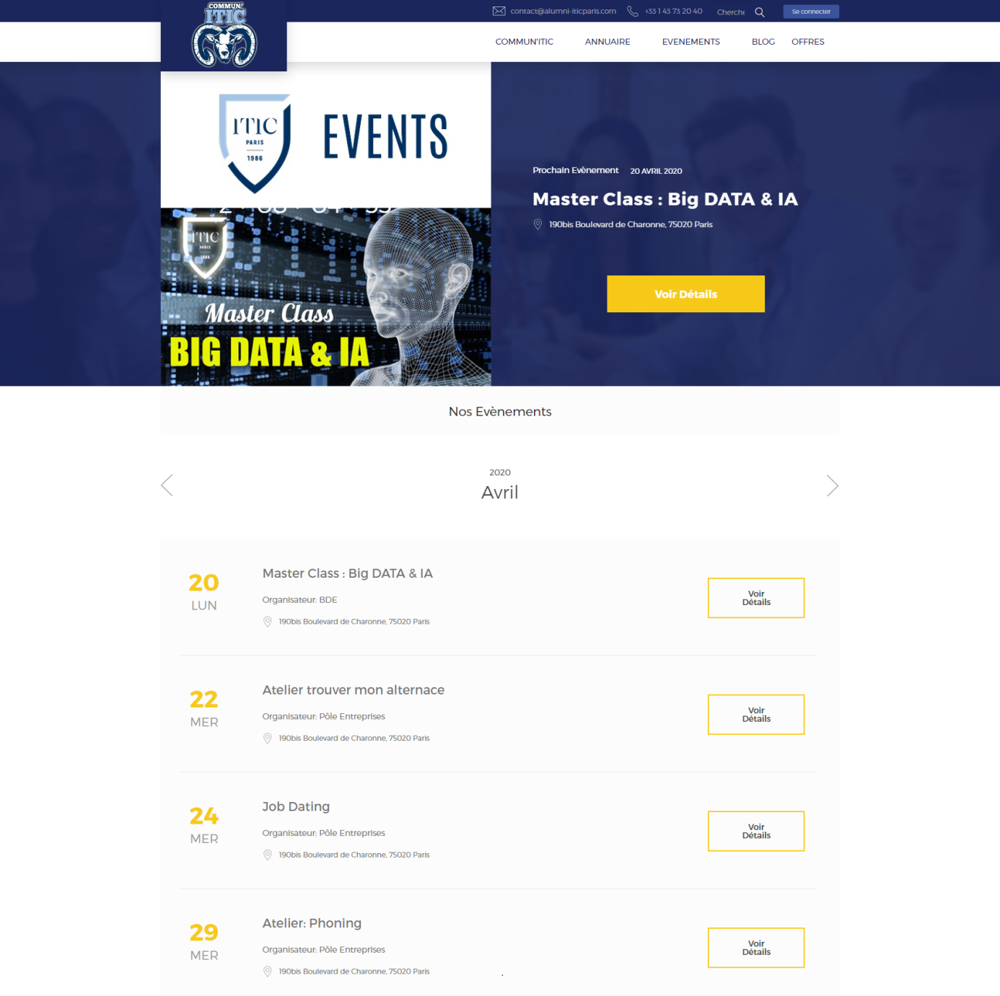 COMMUN'
ITIC
contact@alumni-iticparis.com
+33 1 43 73 20 40
Cherche
Se connecter
COMMUN'ITIC
ANNUAIRE
EVENEMENTS
BLOG
OFFRES
ITIC
PARIS
1986
EVENTS
ITIC
PARIS
1986
Master Class
BIG DATA & IA
Prochain Evènement 20 AVRIL 2020
Master Class : Big DATA & IA
190bis Boulevard de Charonne, 75020 Paris
Voir Détails
Nos Evènements
2020
Avril
20
LUN
Master Class : Big DATA & IA
Organisateur: BDE
190bis Boulevard de Charonne, 75020 Paris
Voir
Détails
22
MER
Atelier trouver mon alternace
Organisateur: Pôle Entreprises
190bis Boulevard de Charonne, 75020 Paris
Voir
Détails
24
MER
Job Dating
Organisateur: Pôle Entreprises
190bis Boulevard de Charonne, 75020 Paris
Voir
Détails
29
MER
Atelier: Phoning
Organisateur: Pôle Entreprises
190bis Boulevard de Charonne, 75020 Paris
Voir
Détails